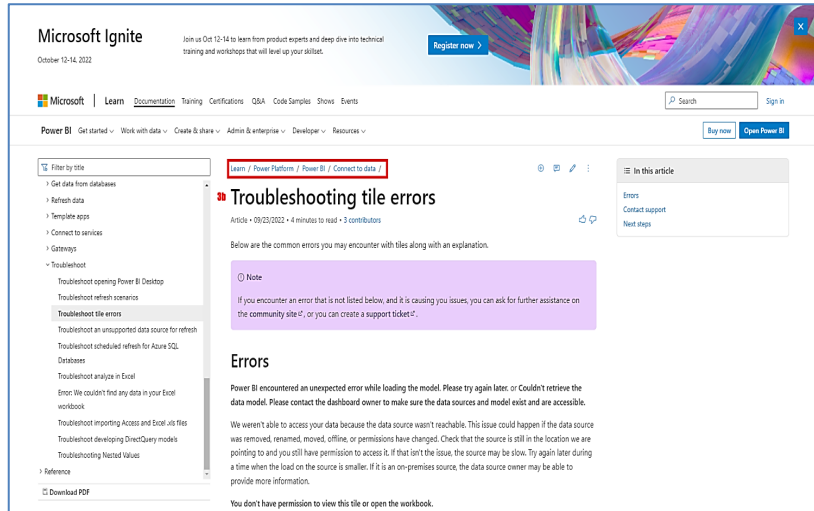 Microsoft Ignite
October 12-14, 2022
Join us Oct 12-14 to learn from product experts and deep dive into technical
training and workshops that will level up your skillset.
Register now >
X
Microsoft | Learn Documentation Training Certifications Q&A Code Samples Shows Events
Search
Sign in
Power BI Get started Work with data Create & share Admin & enterprise Developer Resources
Buy now
Open Power BI
Filter by title
> Get data from databases
> Refresh data
> Template apps
> Connect to services
> Gateways
Troubleshoot
Troubleshoot opening Power BI Desktop
Troubleshoot refresh scenarios
Troubleshoot tile errors
Troubleshoot an unsupported data source for refresh
Troubleshoot scheduled refresh for Azure SQL
Databases
Troubleshoot analyze in Excel
Error: We couldn't find any data in your Excel
workbook
Troubleshoot importing Access and Excel .xls files
Troubleshoot developing DirectQuery models
Troubleshooting Nested Values
> Reference
Download PDF
Learn / Power Platform / Power BI / Connect to data /
3b
Troubleshooting tile errors
Article • 09/23/2022 • 4 minutes to read • 3 contributors
Below are the common errors you may encounter with tiles along with an explanation.
Note
If you encounter an error that is not listed below, and it is causing you issues, you can ask for further assistance on
the community site, or you can create a support ticket.
Errors
Power BI encountered an unexpected error while loading the model. Please try again later. or Couldn't retrieve the
data model. Please contact the dashboard owner to make sure the data sources and model exist and are accessible.
We weren't able to access your data because the data source wasn't reachable. This issue could happen if the data source
was removed, renamed, moved, offline, or permissions have changed. Check that the source is still in the location we are
pointing to and you still have permission to access it. If that isn't the issue, the source may be slow. Try again later during
a time when the load on the source is smaller. If it is an on-premises source, the data source owner may be able to
provide more information.
You don't have permission to view this tile or open the workbook.
In this article
Errors
Contact support
Next steps